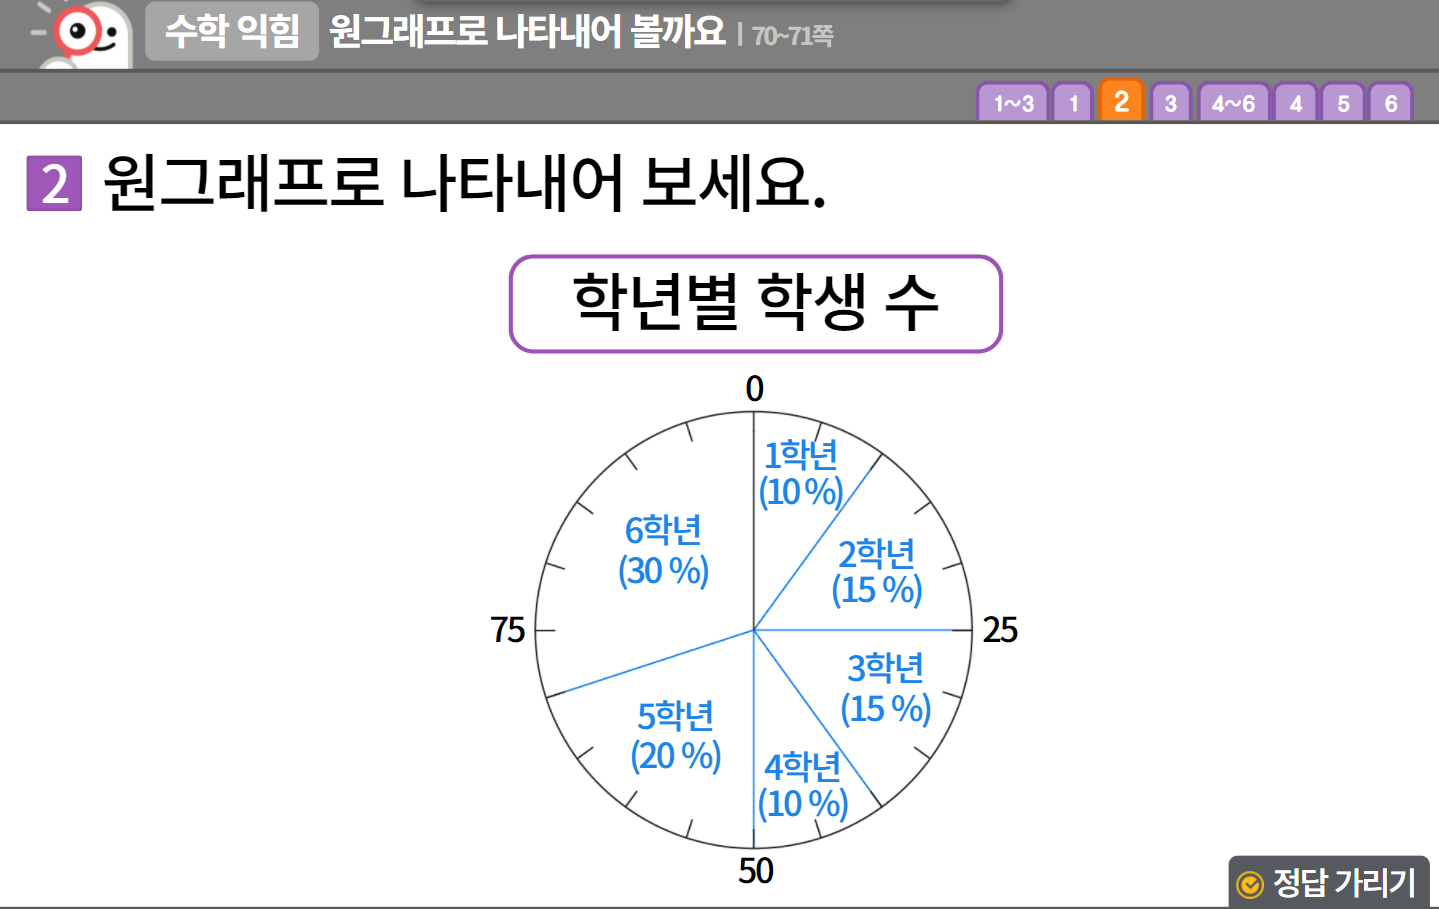 수학 익힘 원그래프로 나타내어 볼까요 | 70~71쪽
1~3 1 2 3 4~6 4 5 6
2 원그래프로 나타내어 보세요.
학년별 학생 수
0
1학년
(10 %)
6학년
(30 %)
2학년
(15 %)
75
25
3학년
(15 %)
5학년
(20 %)
4학년
(10 %)
50
정답 가리기